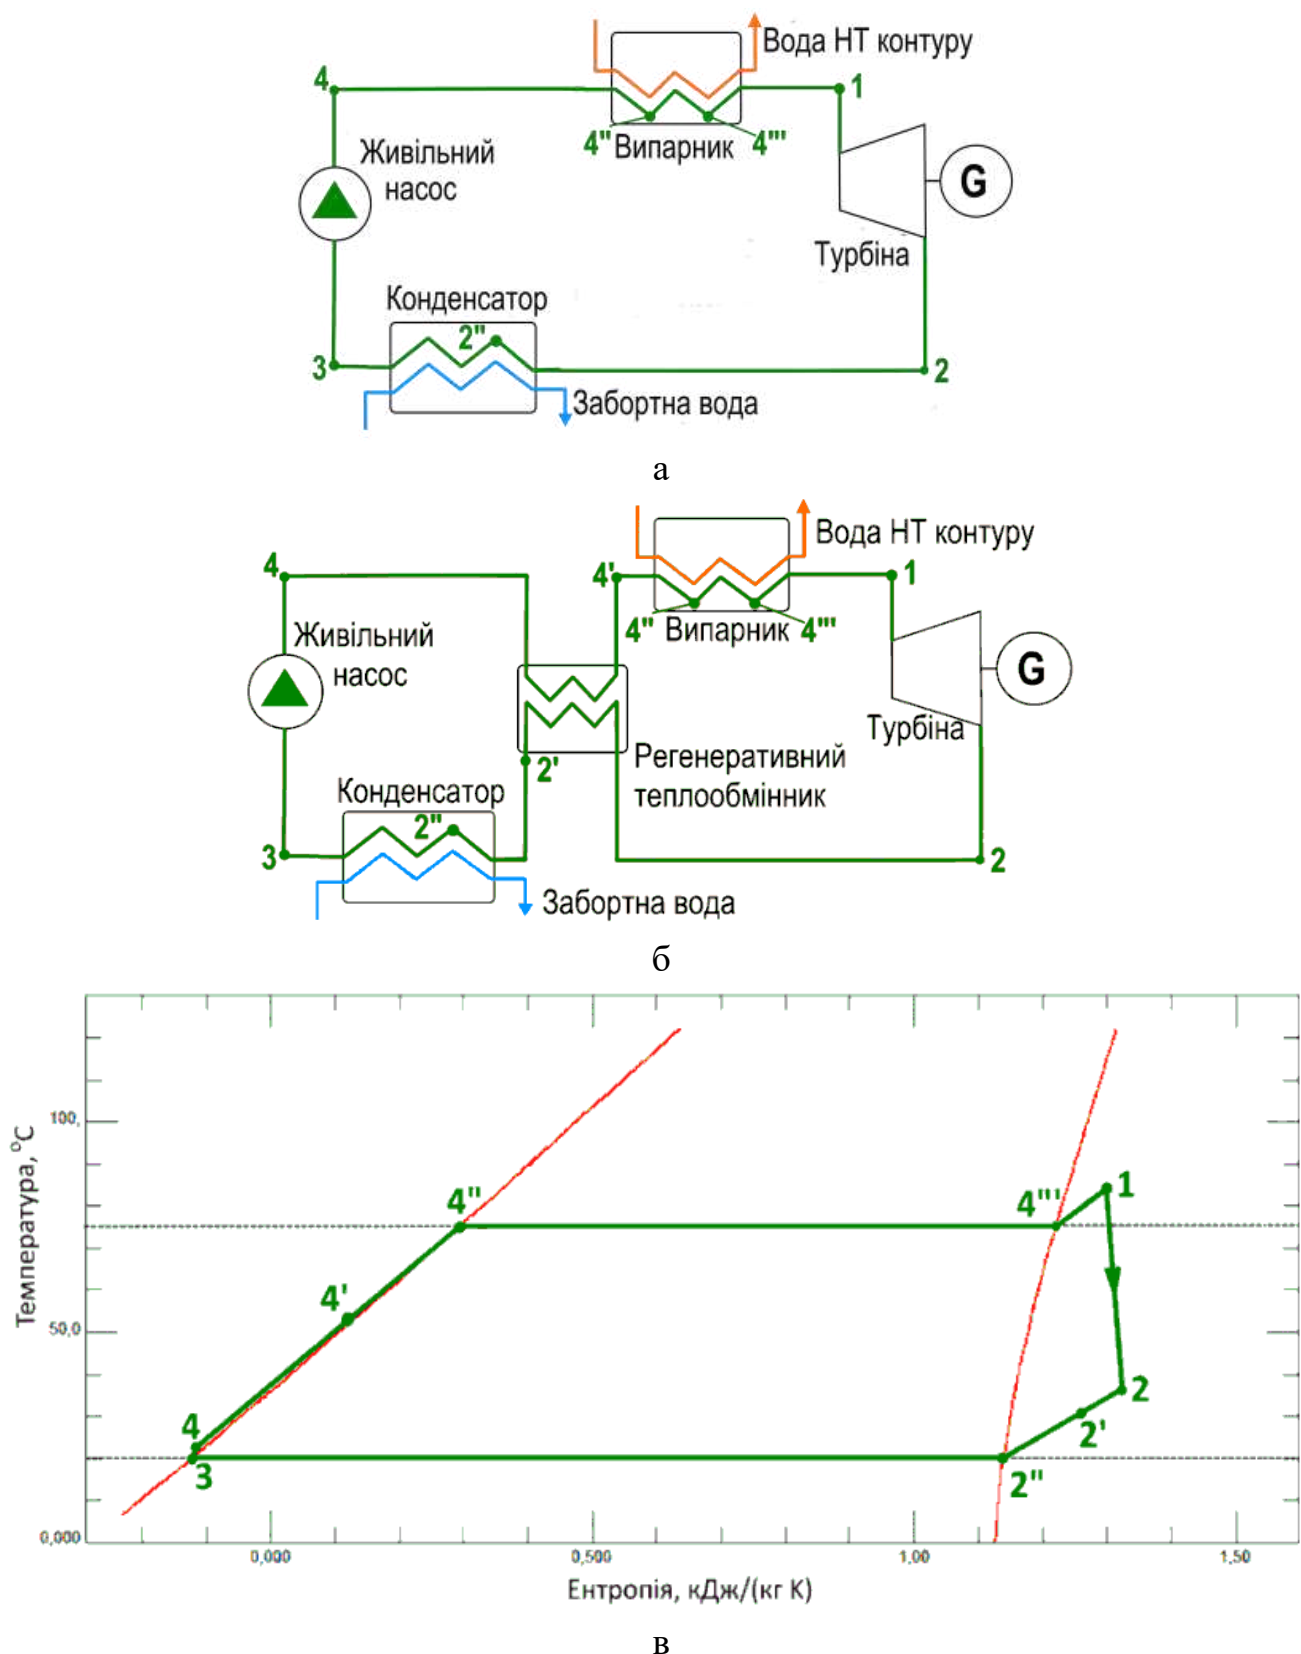 Вода НТ контуру
4
1
4"
Випарник
4'''
Живільний
насос
G
Турбіна
Конденсатор
2"
3
2
Забортна вода
а
Вода НТ контуру
4
4'
1
4"
Випарник
4'''
Живільний
насос
G
Турбіна
2'
Регенеративний
теплообмінник
Конденсатор
2"
3
2
Забортна вода
б
Температура, °C
100,
50,0
0,000
4"
4'''
1
4'
4
3
2
2'
2"
0,000
0,500
1,00
1,50
Ентропія, кДж/(кг К)
в